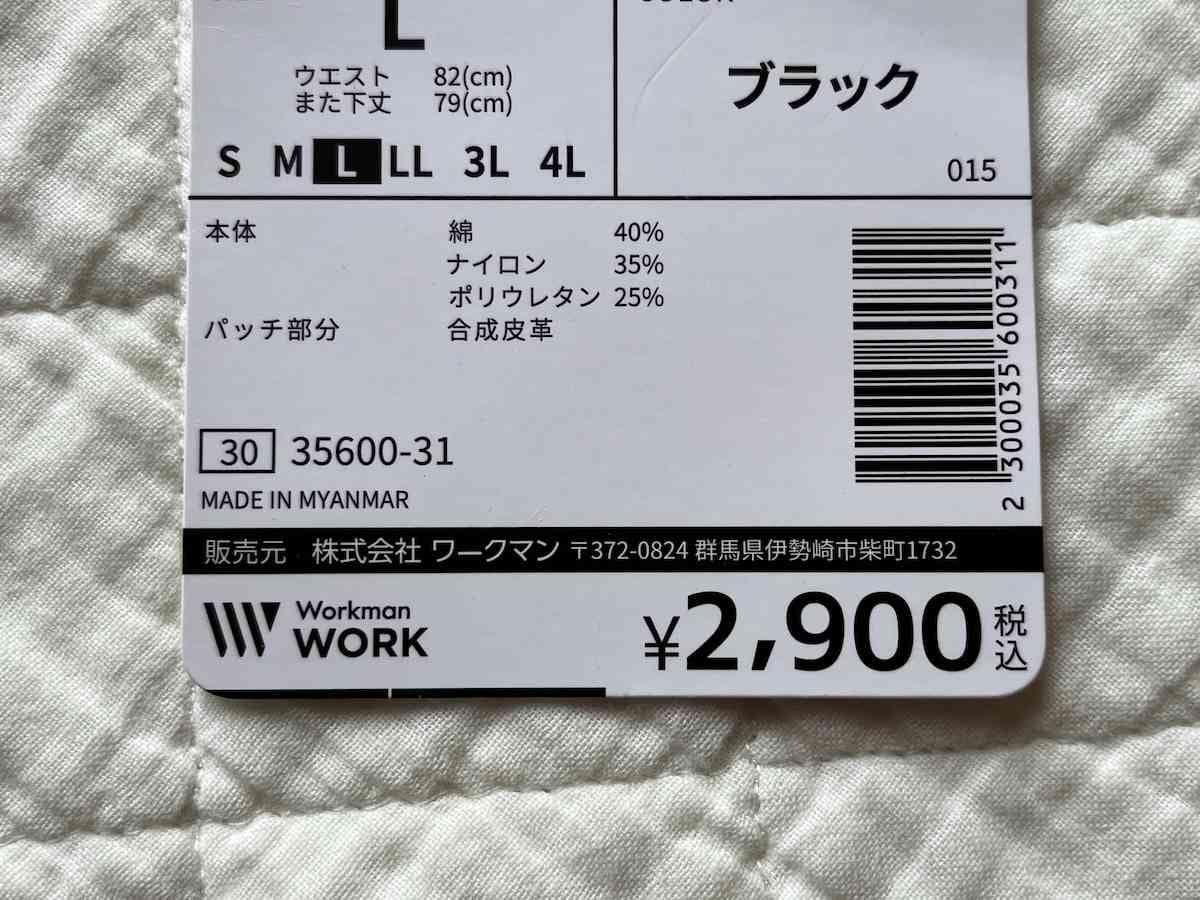 L
ウエスト 82(cm)
また下丈 79(cm)
S M L LL 3L 4L
ブラック
015
本体 綿 40%
ナイロン 35%
ポリウレタン 25%
パッチ部分 合成皮革
30 35600-31
MADE IN MYANMAR
2 300035 600311
販売元 株式会社 ワークマン 〒372-0824 群馬県伊勢崎市柴町1732
Workman
WORK
¥2,900 税込